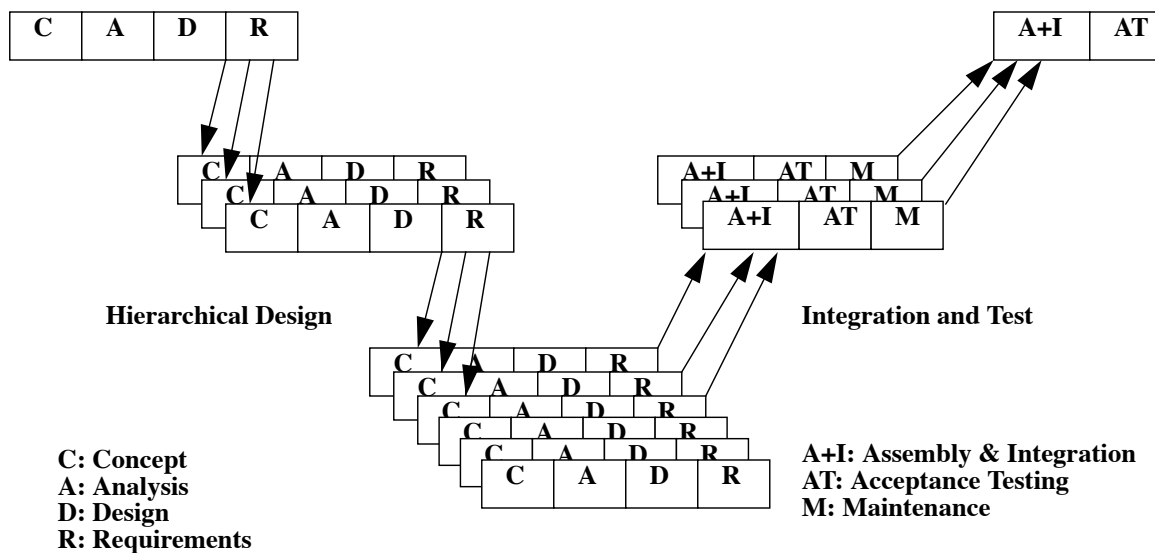 C A D R
A+I AT
C A D R
C A D R
C A D R
A+I AT M
A+I AT M
A+I AT M
Hierarchical Design
Integration and Test
C A D R
C A D R
C A D R
C A D R
C A D R
C A D R
C: Concept
A: Analysis
D: Design
R: Requirements
A+I: Assembly & Integration
AT: Acceptance Testing
M: Maintenance